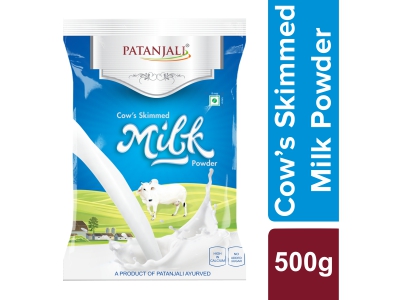 PATANJALI®
Cow's Skimmed
Milk
Powder
A PRODUCT OF PATANJALI AYURVED
Cow's Skimmed
Milk Powder
500g